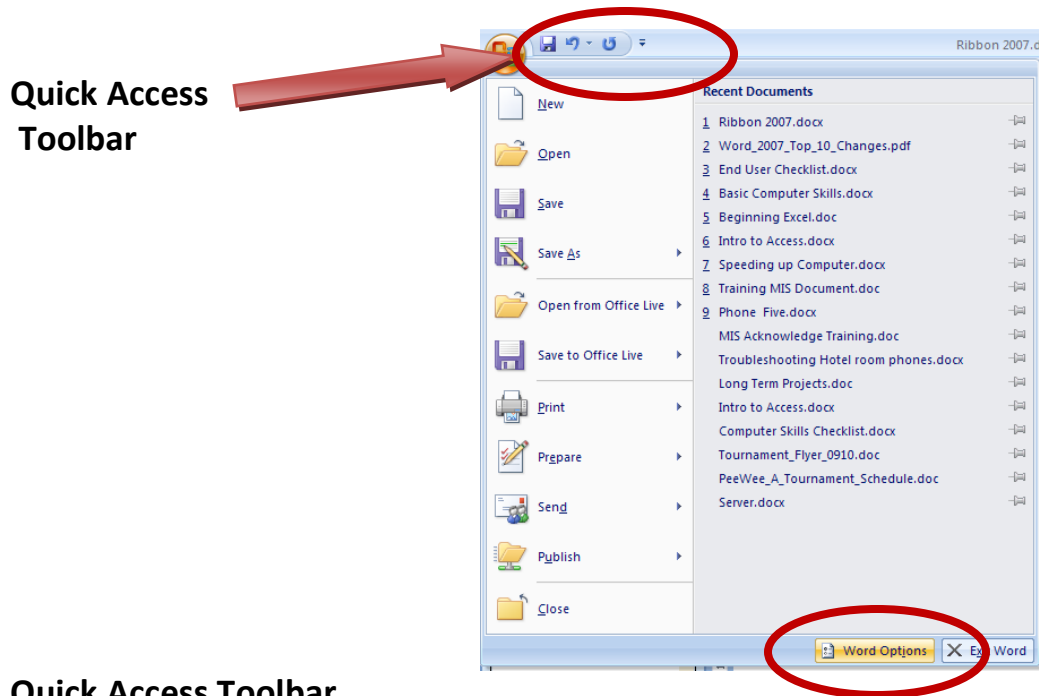 Ribbon 2007.d
Quick Access
Toolbar
New
Open
Save
Save As
Open from Office Live
Save to Office Live
Print
Prepare
Send
Publish
Close
Recent Documents
1 Ribbon 2007.docx
2 Word_2007_Top_10_Changes.pdf
3 End User Checklist.docx
4 Basic Computer Skills.docx
5 Beginning Excel.doc
6 Intro to Access.docx
7 Speeding up Computer.docx
8 Training MIS Document.doc
9 Phone Five.docx
MIS Acknowledge Training.doc
Troubleshooting Hotel room phones.docx
Long Term Projects.doc
Intro to Access.docx
Computer Skills Checklist.docx
Tournament_Flyer_0910.doc
PeeWee_A_Tournament_Schedule.doc
Server.docx
Word Options
Exit Word
Quick Access Toolbar